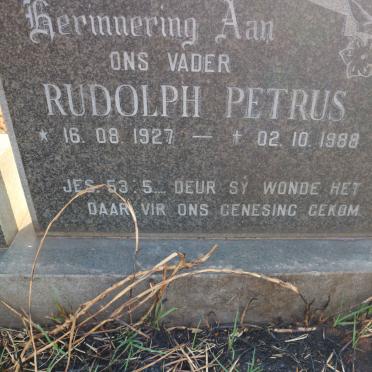 Herinnering Aan
ONS VADER
RUDOLPH PETRUS
* 16.08.1927 — + 02.10.1988
JES. 53:5... DEUR SY WONDE HET
DAAR VIR ONS GENESING GEKOM